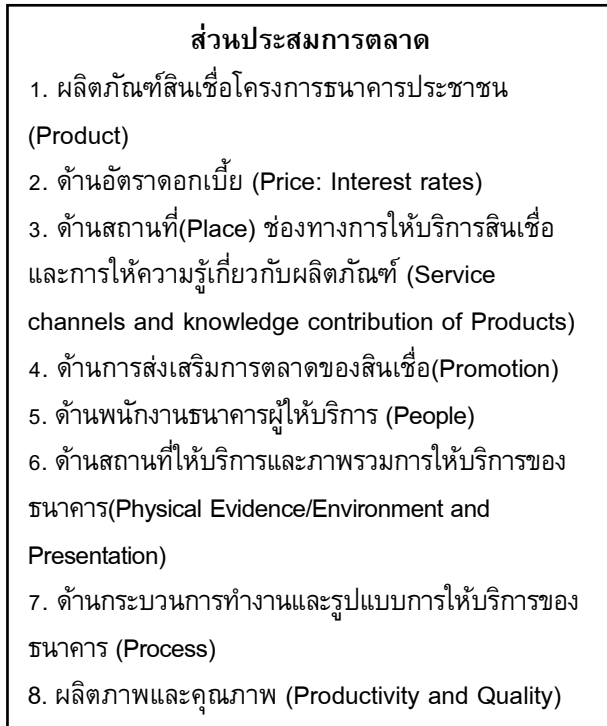 ส่วนประสมการตลาด
1. ผลิตภัณฑ์สินเชื่อโครงการธนาคารประชาชน
(Product)
2. ด้านอัตราดอกเบี้ย (Price: Interest rates)
3. ด้านสถานที่(Place) ช่องทางการให้บริการสินเชื่อ
และการให้ความรู้เกี่ยวกับผลิตภัณฑ์ (Service
channels and knowledge contribution of Products)
4. ด้านการส่งเสริมการตลาดของสินเชื่อ(Promotion)
5. ด้านพนักงานธนาคารผู้ให้บริการ (People)
6. ด้านสถานที่ให้บริการและภาพรวมการให้บริการของ
ธนาคาร(Physical Evidence/Environment and
Presentation)
7. ด้านกระบวนการทำงานและรูปแบบการให้บริการของ
ธนาคาร (Process)
8. ผลิตภาพและคุณภาพ (Productivity and Quality)